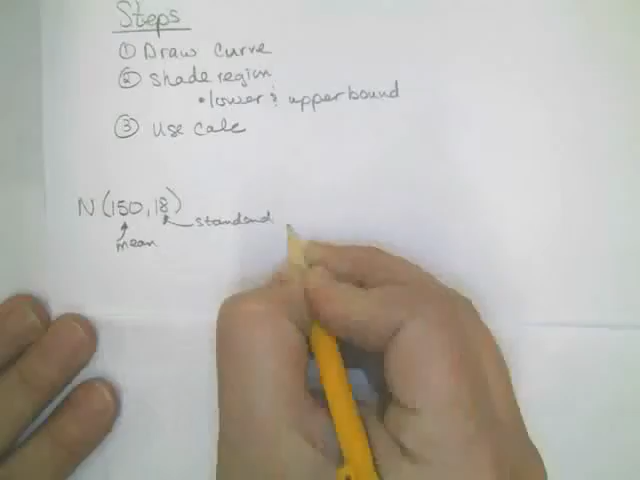 Steps
① Draw curve
② Shade region
• lower & upper bound
③ Use calc
N(150, 18)
standard
mean